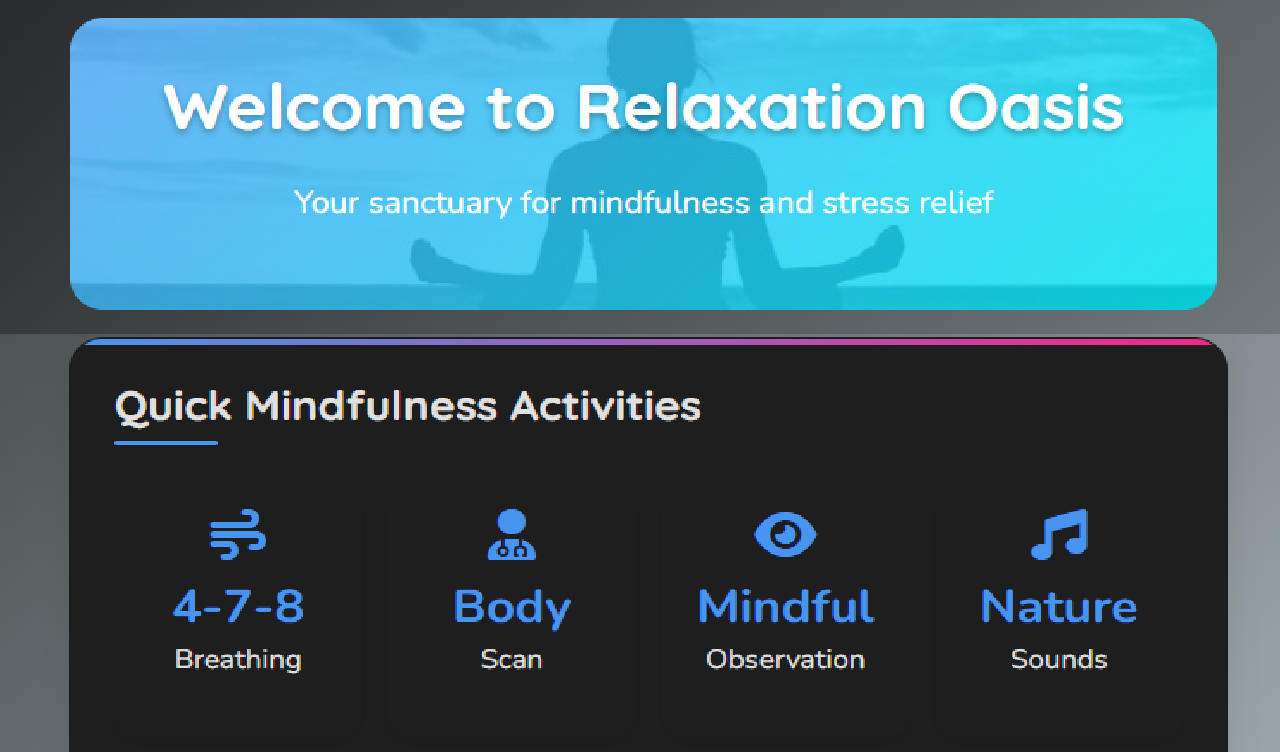 Welcome to Relaxation Oasis
Your sanctuary for mindfulness and stress relief
Quick Mindfulness Activities
4-7-8
Breathing
Body
Scan
Mindful
Observation
Nature
Sounds